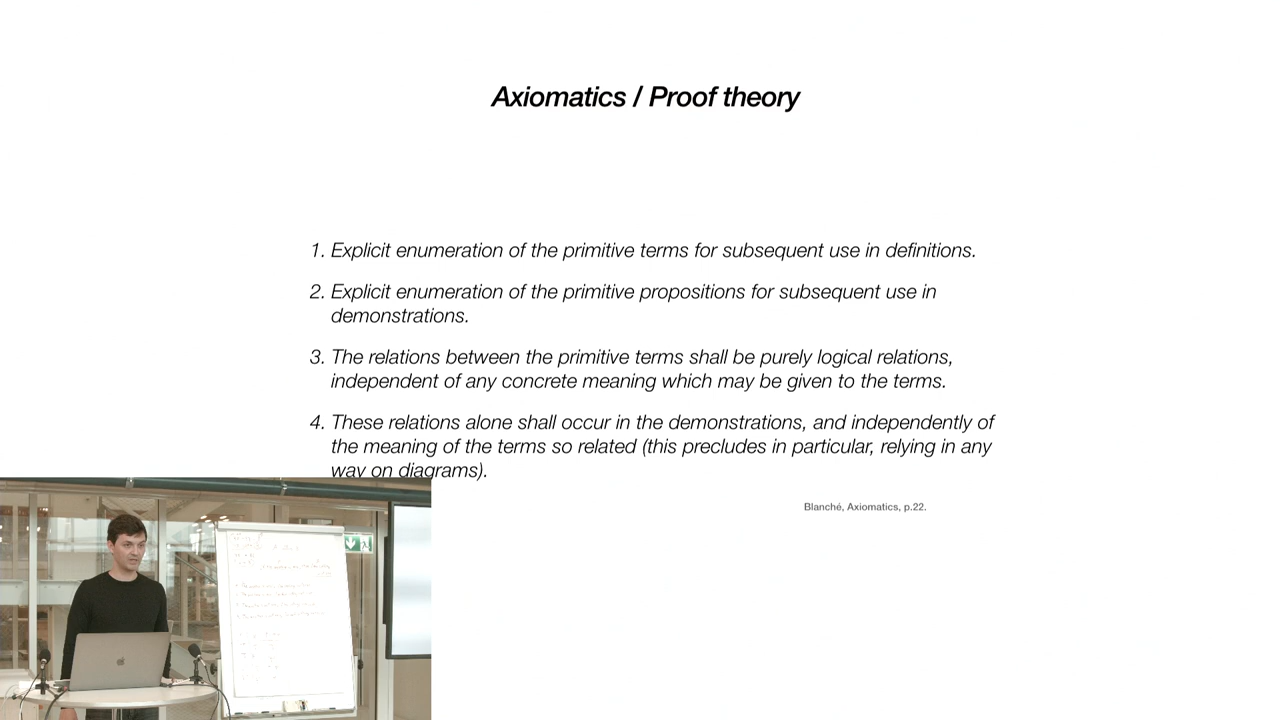 Axiomatics / Proof theory
1. Explicit enumeration of the primitive terms for subsequent use in definitions.
2. Explicit enumeration of the primitive propositions for subsequent use in
demonstrations.
3. The relations between the primitive terms shall be purely logical relations,
independent of any concrete meaning which may be given to the terms.
4. These relations alone shall occur in the demonstrations, and independently of
the meaning of the terms so related (this precludes in particular, relying in any
way on diagrams).
Blanché, Axiomatics, p.22.